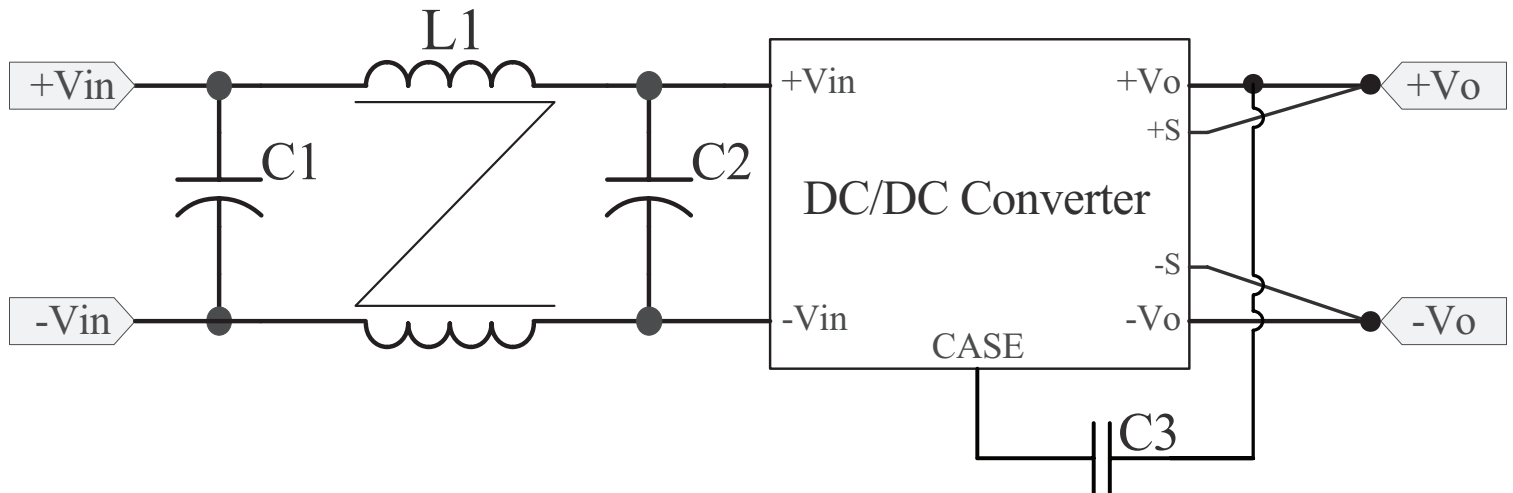 L1
+Vin
+Vin
+Vo
+Vo
+S
C1
C2
DC/DC Converter
-S
-Vin
-Vin
-Vo
-Vo
CASE
C3